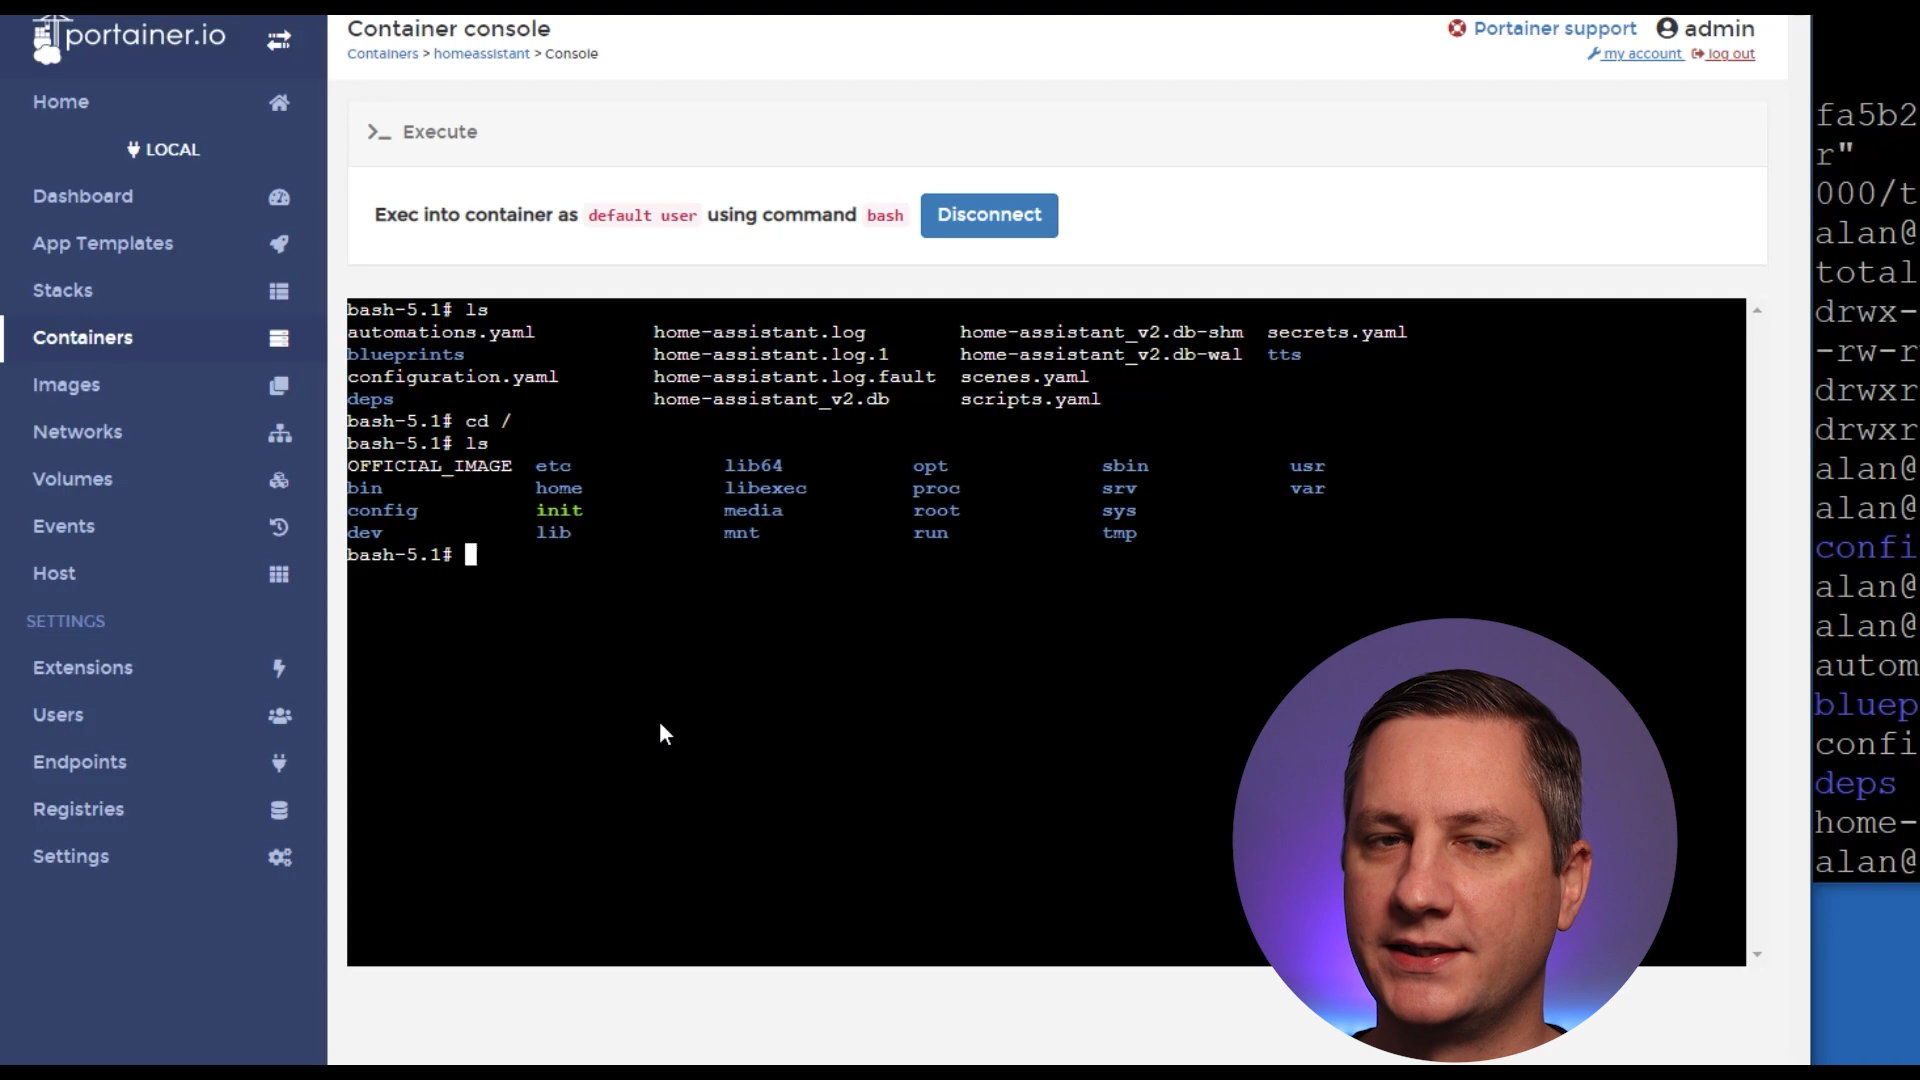 portainer.io
Home
LOCAL
Dashboard
App Templates
Stacks
Containers
Images
Networks
Volumes
Events
Host
SETTINGS
Extensions
Users
Endpoints
Registries
Settings
Container console
Containers > homeassistant > Console
Portainer support admin
my account log out
>_ Execute
Exec into container as default user using command bash Disconnect
bash-5.1# ls
automations.yaml home-assistant.log home-assistant_v2.db-shm secrets.yaml
blueprints home-assistant.log.1 home-assistant_v2.db-wal tts
configuration.yaml home-assistant.log.fault scenes.yaml
deps home-assistant_v2.db scripts.yaml
bash-5.1# cd /
bash-5.1# ls
OFFICIAL_IMAGE etc lib64 opt sbin usr
bin home libexec proc srv var
config init media root sys
dev lib mnt run tmp
bash-5.1#
fa5b2
r"
000/t
alan@
total
drwx-
-rw-r
drwxr
drwxr
alan@
alan@
confi
alan@
alan@
autom
bluep
confi
deps
home-
alan@